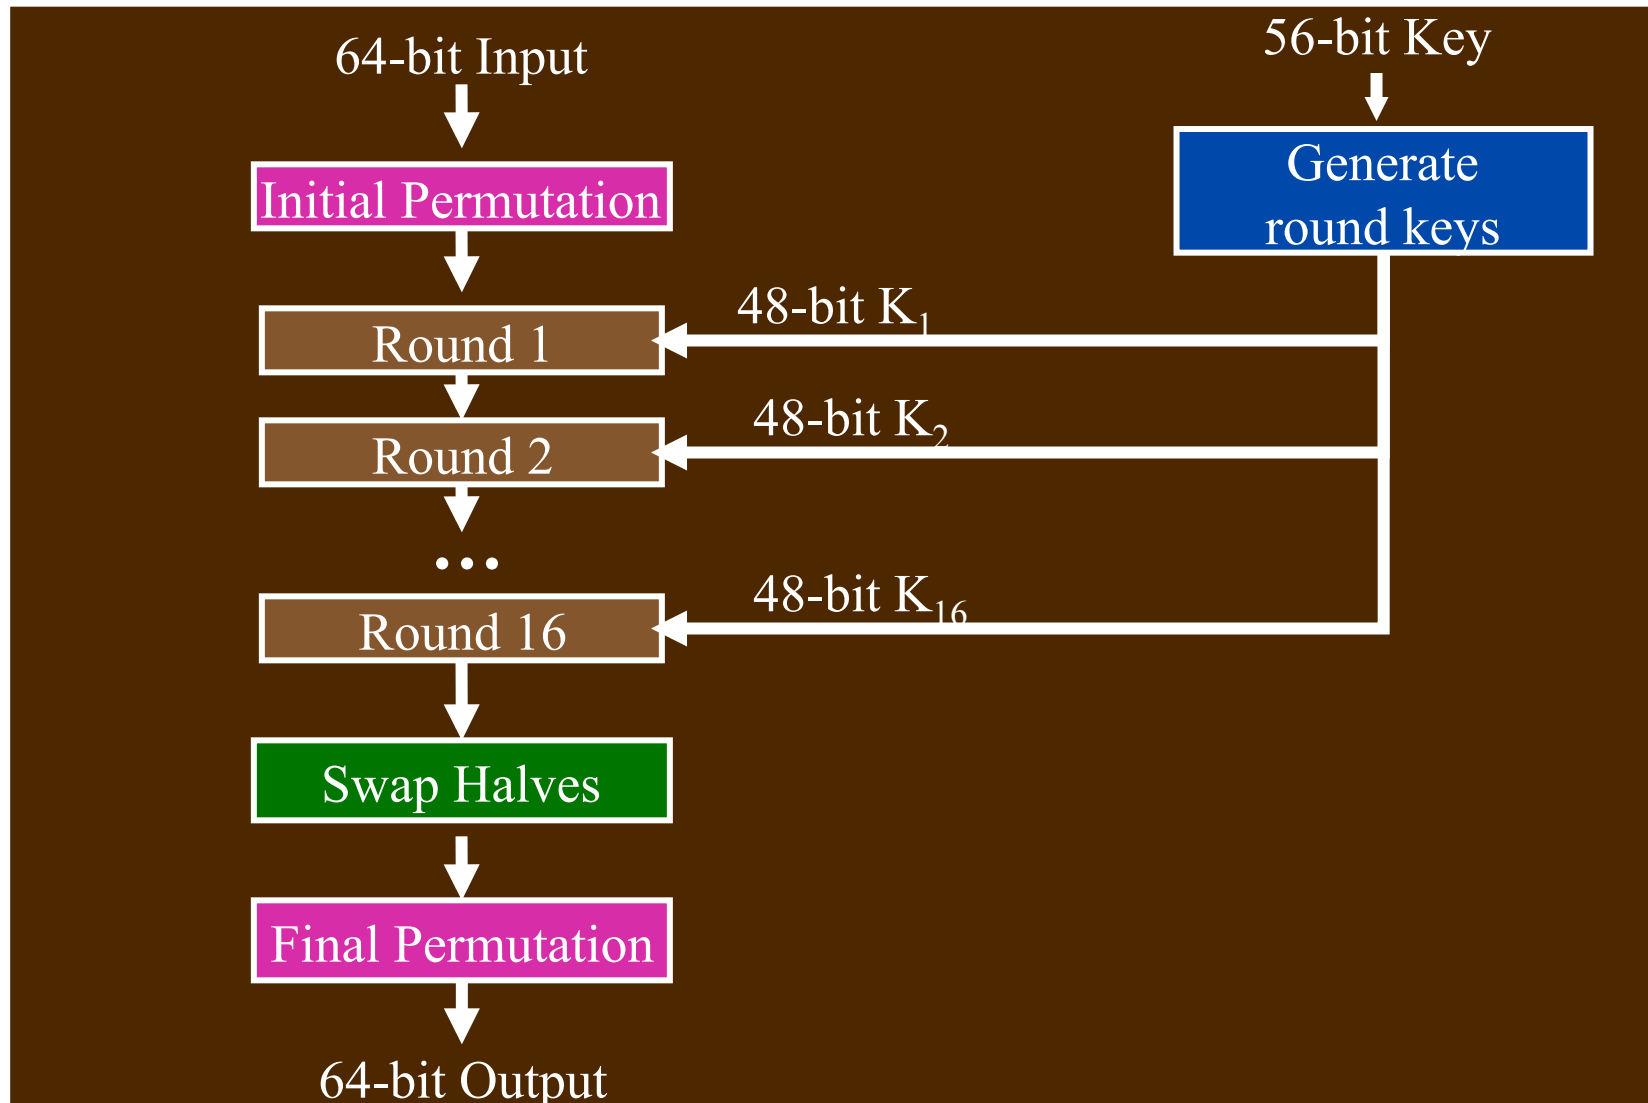 64-bit Input
56-bit Key
Initial Permutation
Generate
round keys
48-bit K₁
Round 1
48-bit K₂
Round 2
...
48-bit K₁₆
Round 16
Swap Halves
Final Permutation
64-bit Output